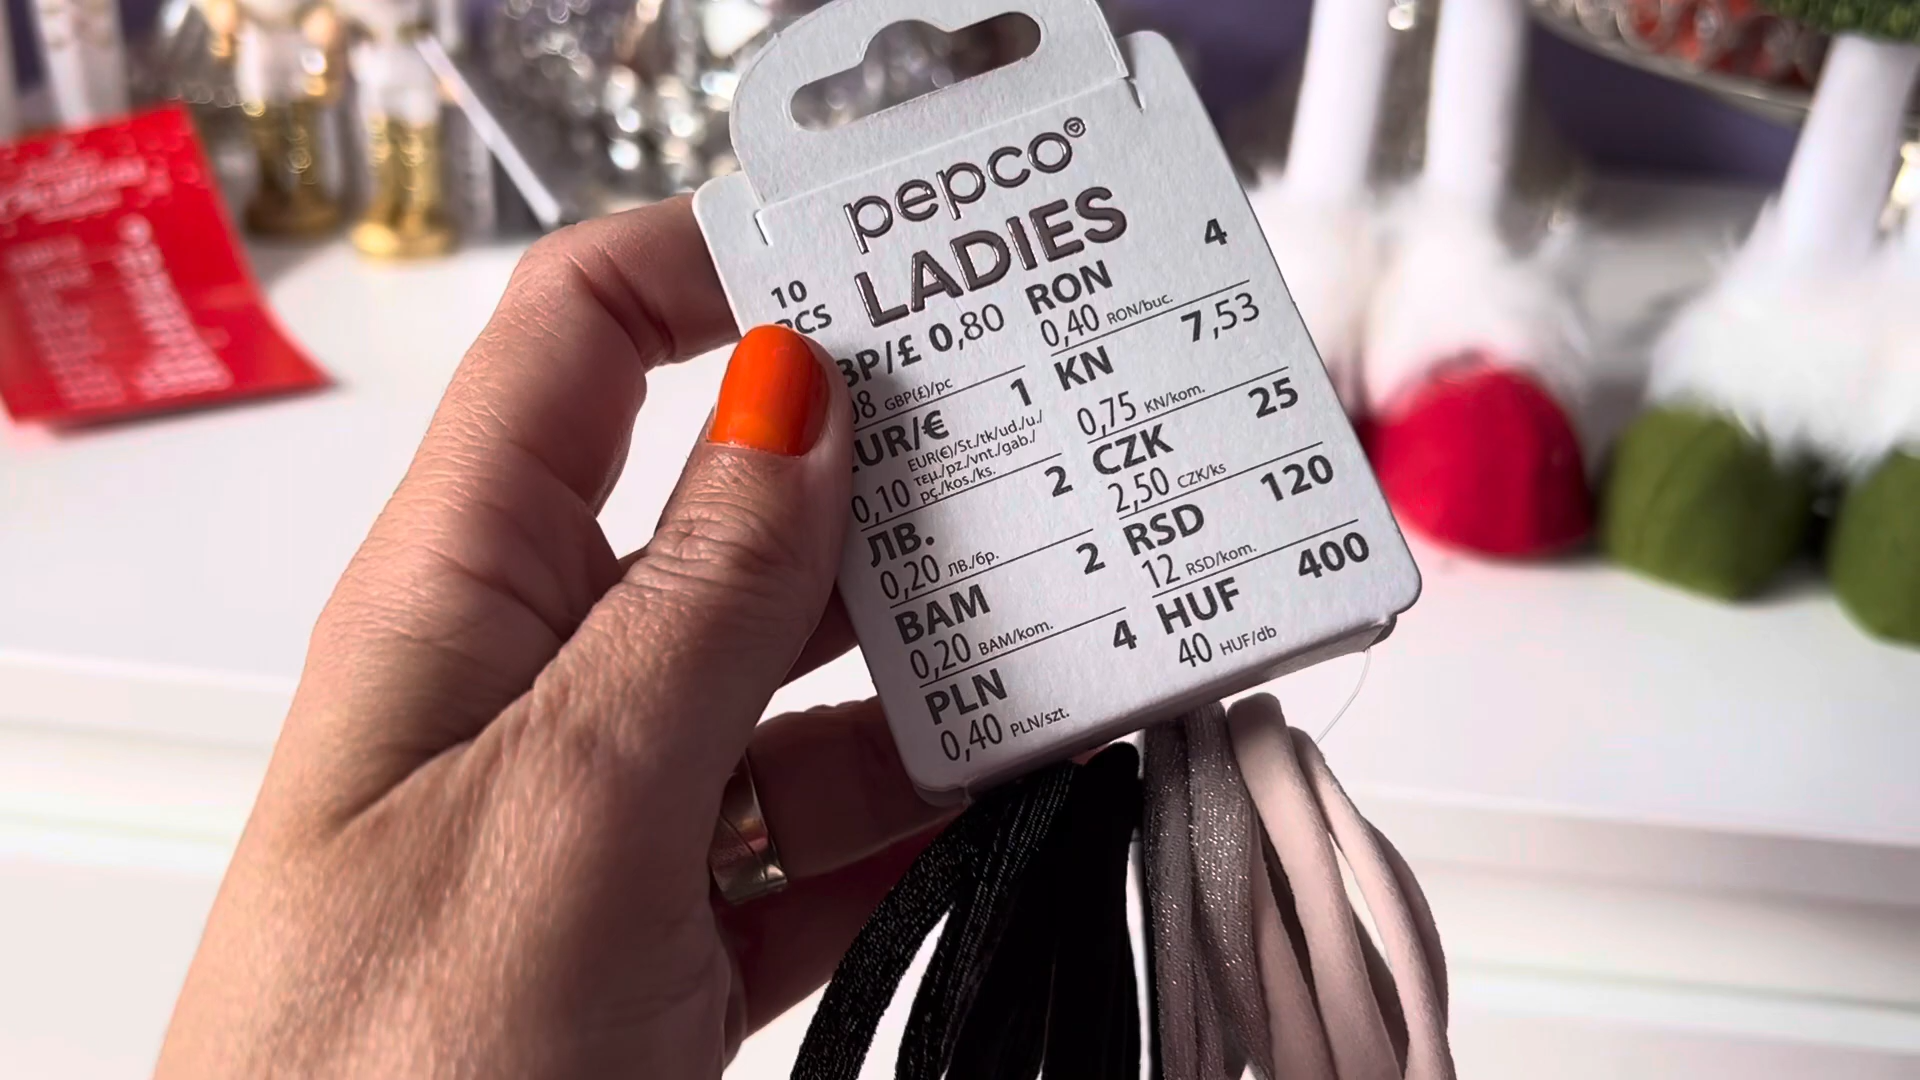 pepco
LADIES
10
PCS
£ 0,80
GBP(£)/pc
1
/€
EUR(€)/St./tk/ud./u./
τεμ./pz./vnt./gab./
0,10 pç./kos./ks.
2
ЛВ.
0,20 ЛВ./бр.
2
BAM
0,20 BAM/kom.
4
PLN
0,40 PLN/szt.
RON 4
0,40 RON/buc.
KN 7,53
0,75 KN/kom.
CZK 25
2,50 CZK/ks
RSD 120
12 RSD/kom.
HUF 400
40 HUF/db